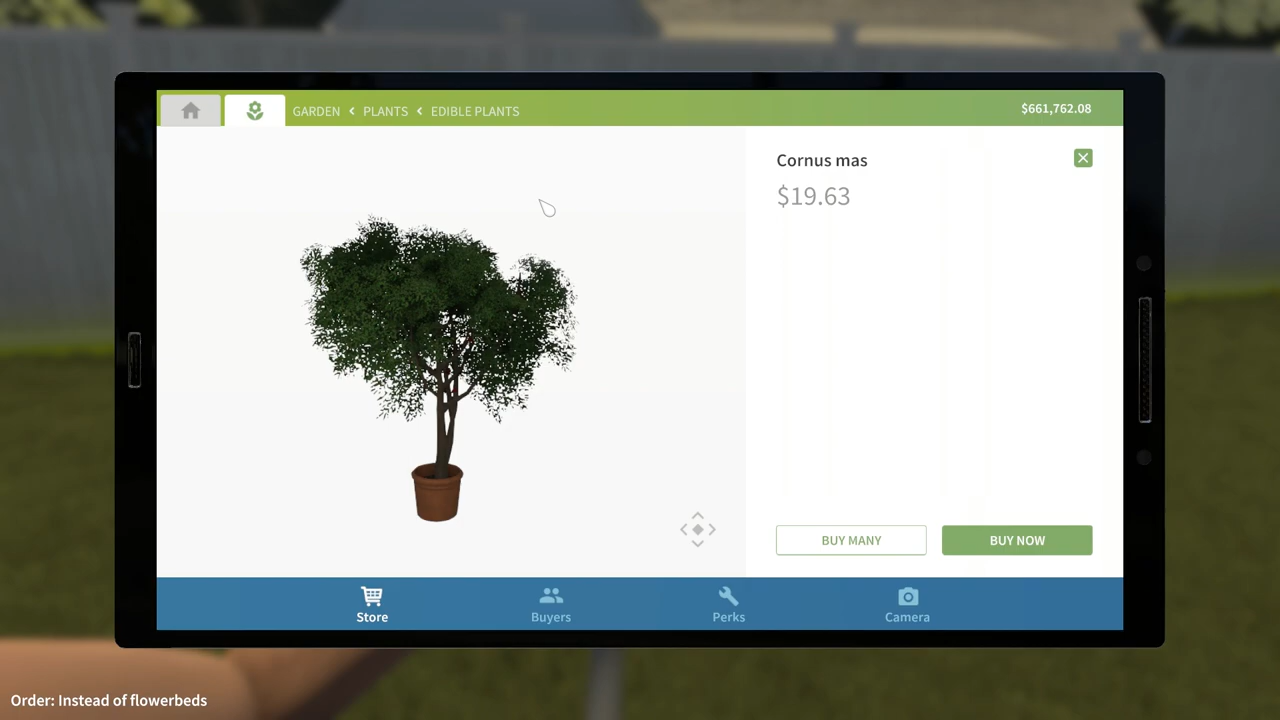 GARDEN < PLANTS < EDIBLE PLANTS
$661,762.08
Cornus mas
$19.63
BUY MANY
BUY NOW
Store
Buyers
Perks
Camera
Order: Instead of flowerbeds